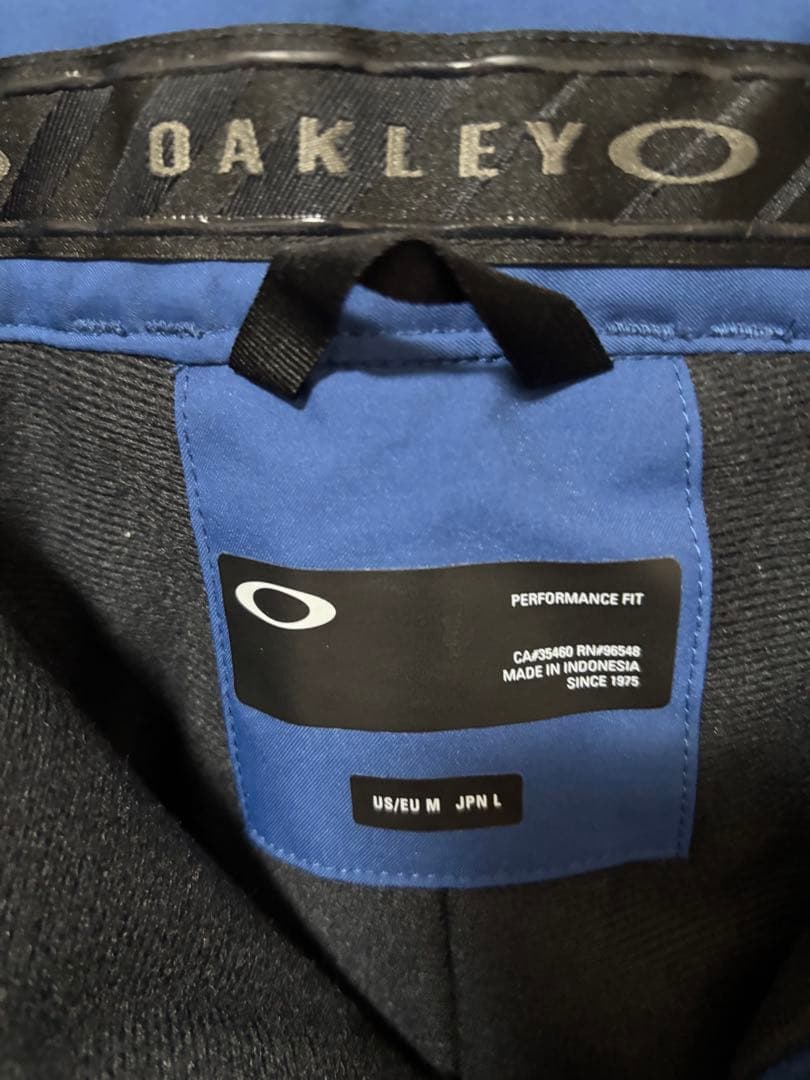 OAKLEY
PERFORMANCE FIT
CA#35460 RN#96548
MADE IN INDONESIA
SINCE 1975
US/EU M JPN L